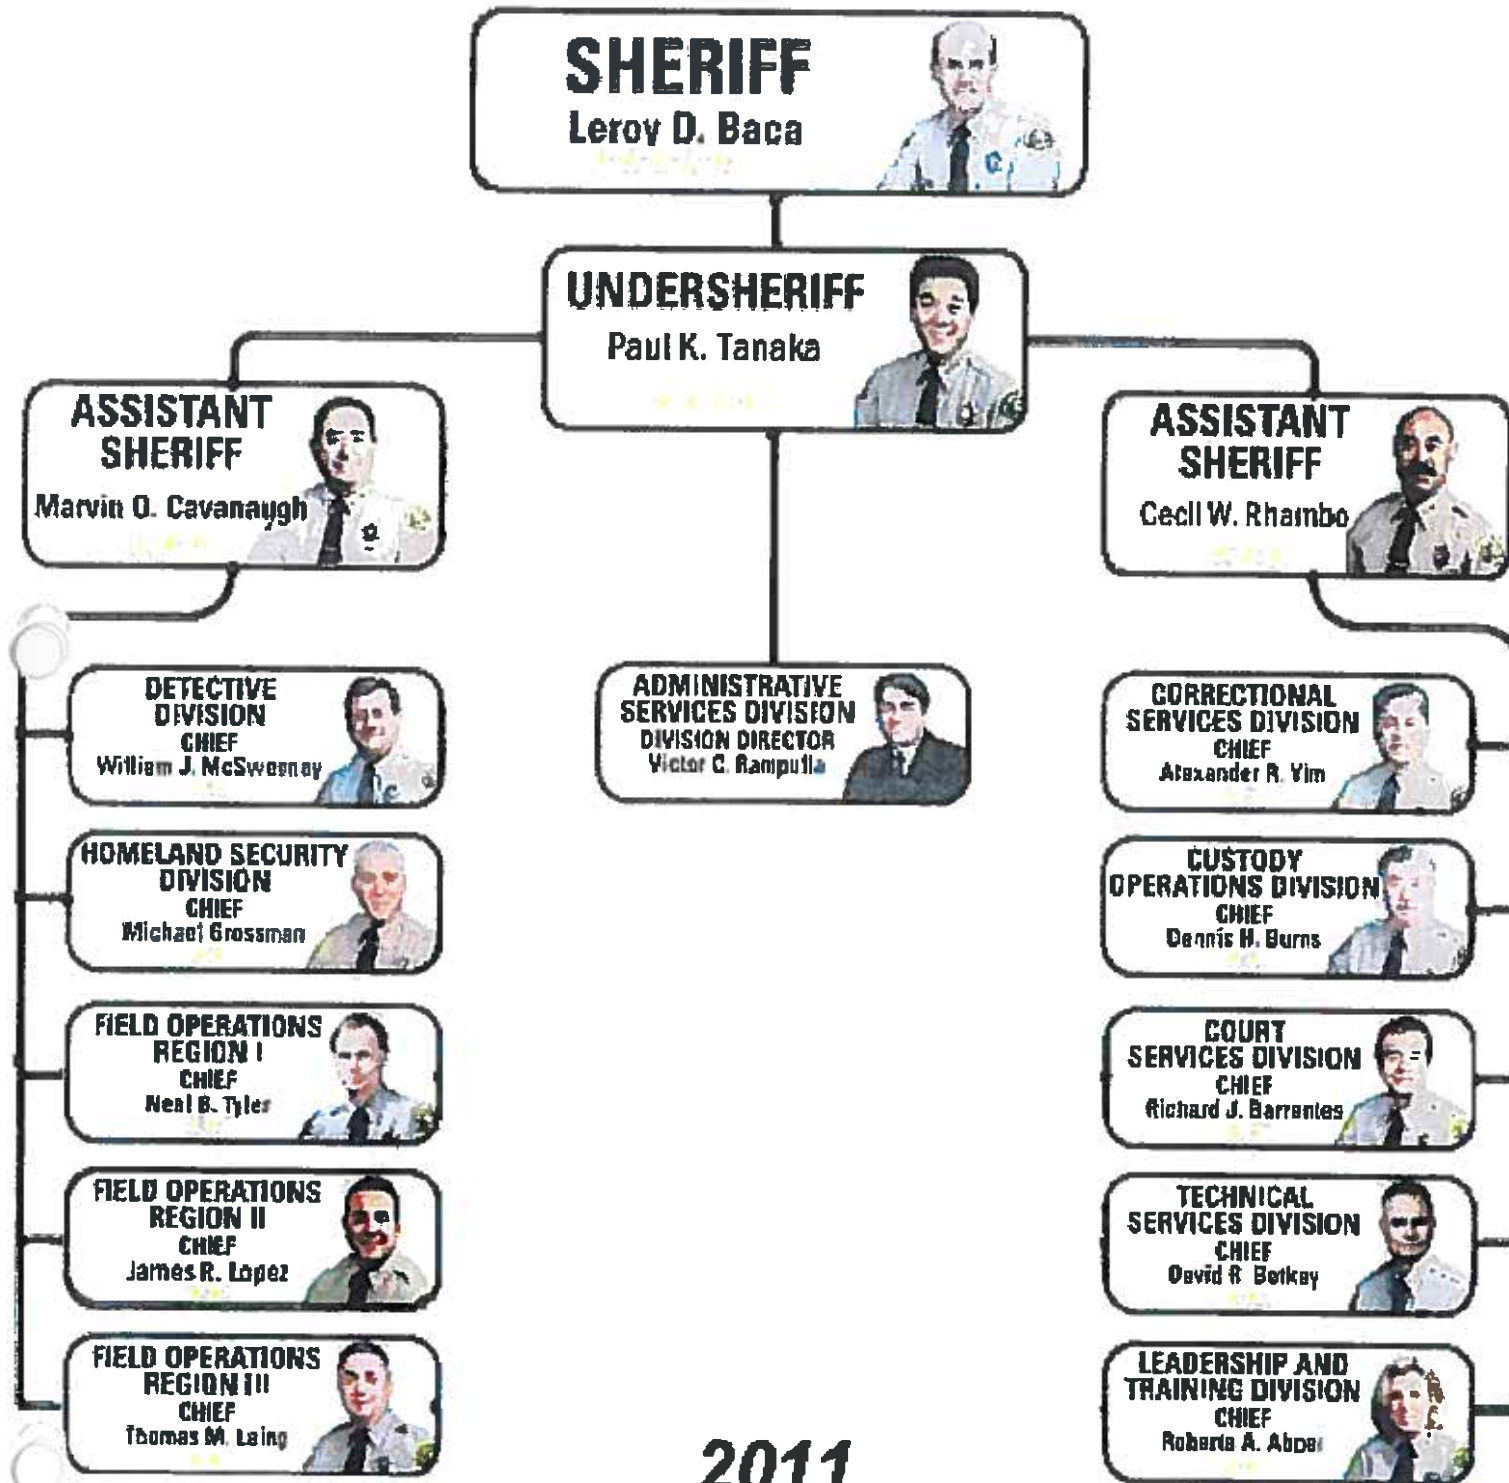 SHERIFF
Leroy D. Baca
UNDERSHERIFF
Paul K. Tanaka
ASSISTANT
SHERIFF
Marvin O. Cavanaugh
ASSISTANT
SHERIFF
Cecil W. Rhambo
DETECTIVE
DIVISION
CHIEF
William J. McSweeney
HOMELAND SECURITY
DIVISION
CHIEF
Michael Grossman
FIELD OPERATIONS
REGION I
CHIEF
Neal B. Tyler
FIELD OPERATIONS
REGION II
CHIEF
James R. Lopez
FIELD OPERATIONS
REGION III
CHIEF
Thomas M. Laing
ADMINISTRATIVE
SERVICES DIVISION
DIVISION DIRECTOR
Victor C. Rampulla
CORRECTIONAL
SERVICES DIVISION
CHIEF
Alexander R. Yim
CUSTODY
OPERATIONS DIVISION
CHIEF
Dennis H. Burns
COURT
SERVICES DIVISION
CHIEF
Richard J. Barrantes
TECHNICAL
SERVICES DIVISION
CHIEF
David R. Betkey
LEADERSHIP AND
TRAINING DIVISION
CHIEF
Roberta A. Abner
2011